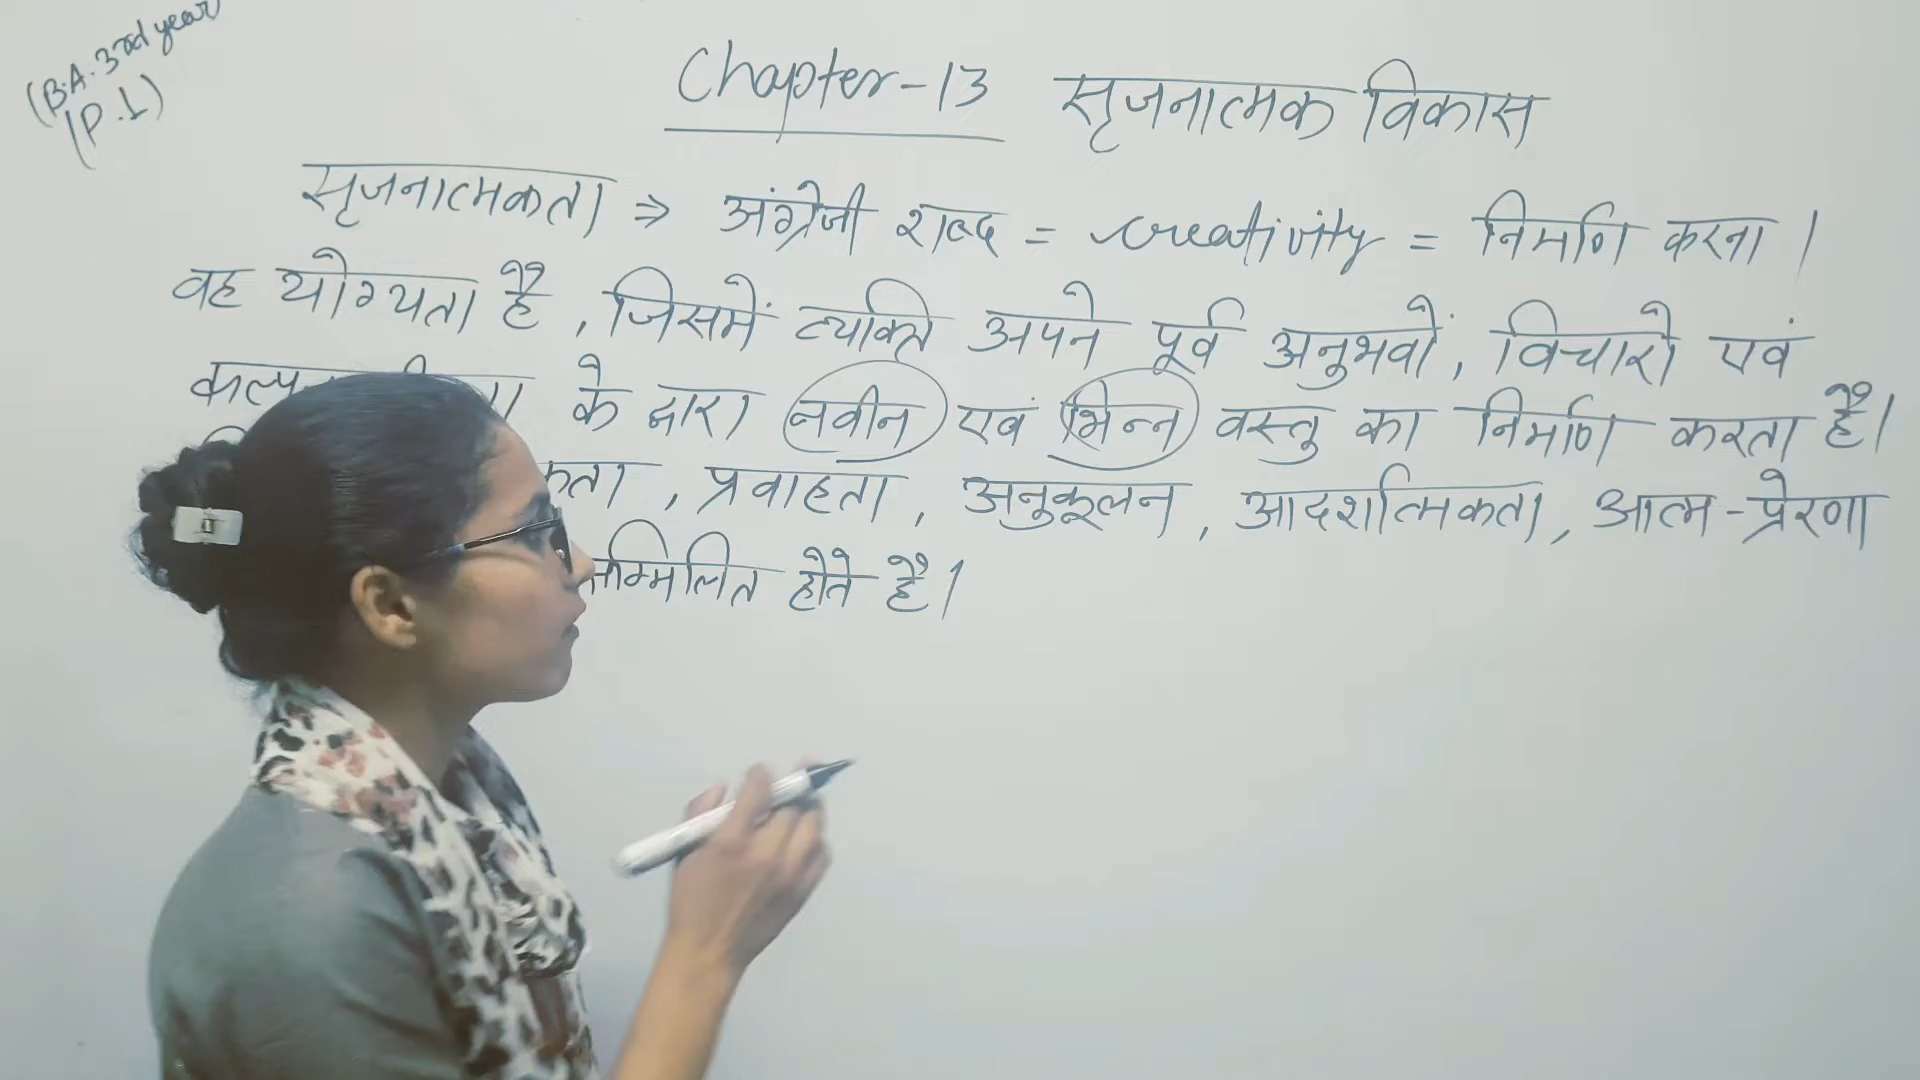 (B.A. 3rd year
(P.1)
Chapter-13 सृजनात्मक विकास
सृजनात्मकता ⇒ अंग्रेजी शब्द = creativity = निर्माण करना ।
वह योग्यता है, जिसमें व्यक्ति अपने पूर्व अनुभवों, विचारो एवं
के द्वारा नवीन एवं भिन्न वस्तु का निर्माण करता है।
, प्रवाहता, अनुकूलन, आदर्शात्मकता, आत्म-प्रेरणा
सम्मिलित होते है।